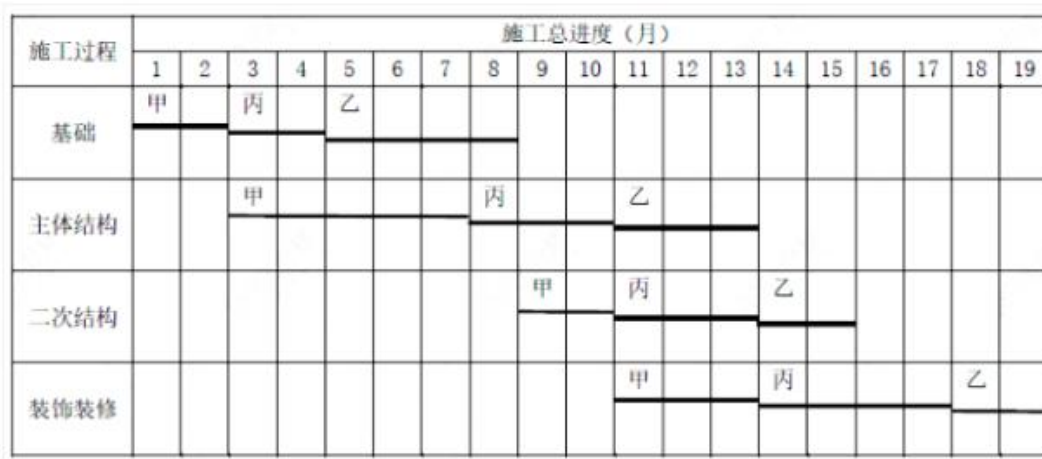 施工过程
施工总进度（月）
1 2 3 4 5 6 7 8 9 10 11 12 13 14 15 16 17 18 19
基础
甲 丙 乙
主体结构
甲 丙 乙
二次结构
甲 丙 乙
装饰装修
甲 丙 乙